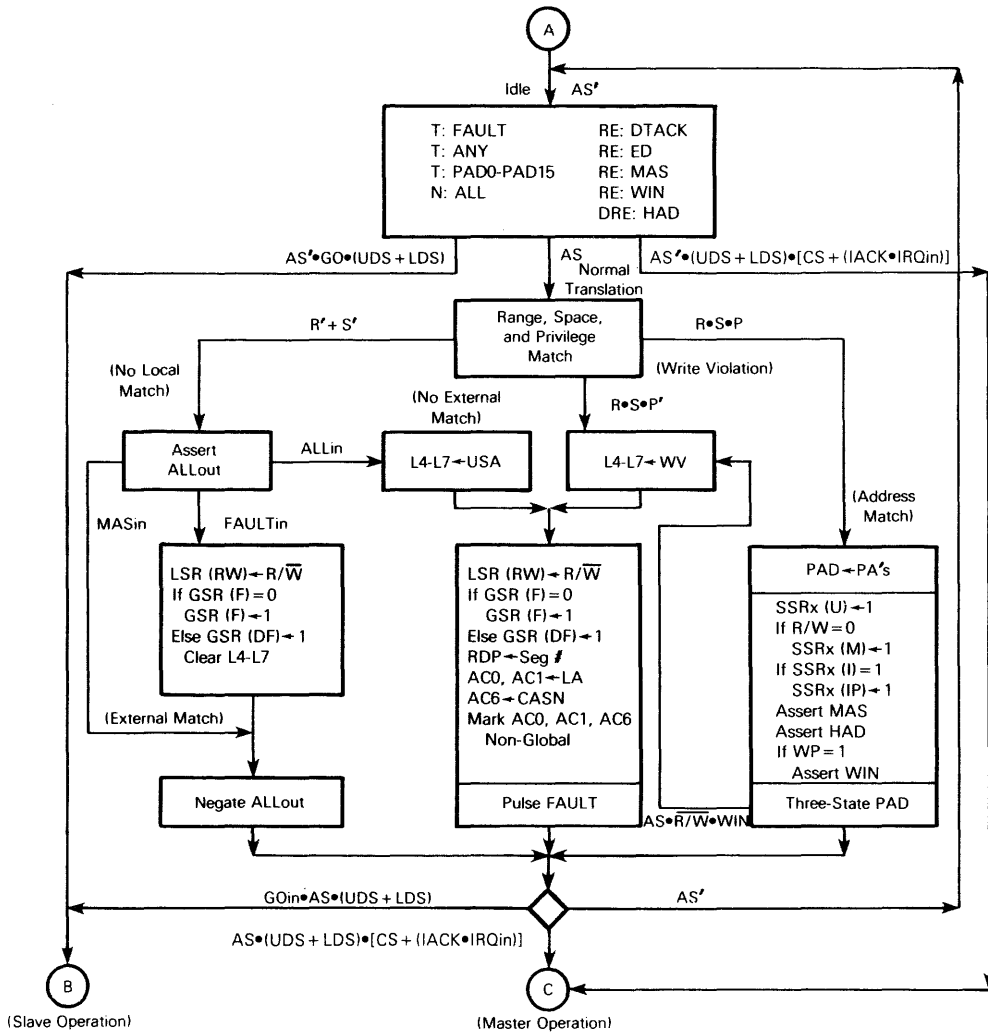 A
Idle AS′
T: FAULT RE: DTACK
T: ANY RE: ED
T: PAD0-PAD15 RE: MAS
N: ALL RE: WIN
DRE: HAD
AS′•GO•(UDS + LDS)
AS
Normal
Translation
AS′•(UDS + LDS)•[CS + (IACK•IRQin)]
R′ + S′
Range, Space,
and Privilege
Match
R•S•P
(No Local
Match)
(No External
Match)
(Write Violation)
R•S•P′
Assert
ALLout
ALLin
L4-L7←USA
L4-L7←WV
MASin
FAULTin
(Address
Match)
LSR (RW)←R/W̅
If GSR (F) = 0
GSR (F)←1
Else GSR (DF)←1
Clear L4-L7
LSR (RW)←R/W̅
If GSR (F) = 0
GSR (F)←1
Else GSR (DF)←1
RDP←Seg #
AC0, AC1←LA
AC6←CASN
Mark AC0, AC1, AC6
Non-Global
Pulse FAULT
PAD←PA′s
SSRx (U)←1
If R/W = 0
SSRx (M)←1
If SSRx (I) = 1
SSRx (IP)←1
Assert MAS
Assert HAD
If WP = 1
Assert WIN
Three-State PAD
(External Match)
Negate ALLout
AS•R̅/̅W̅•WIN
GOin•AS•(UDS + LDS)
AS′
AS•(UDS + LDS)•[CS + (IACK•IRQin)]
B
(Slave Operation)
C
(Master Operation)